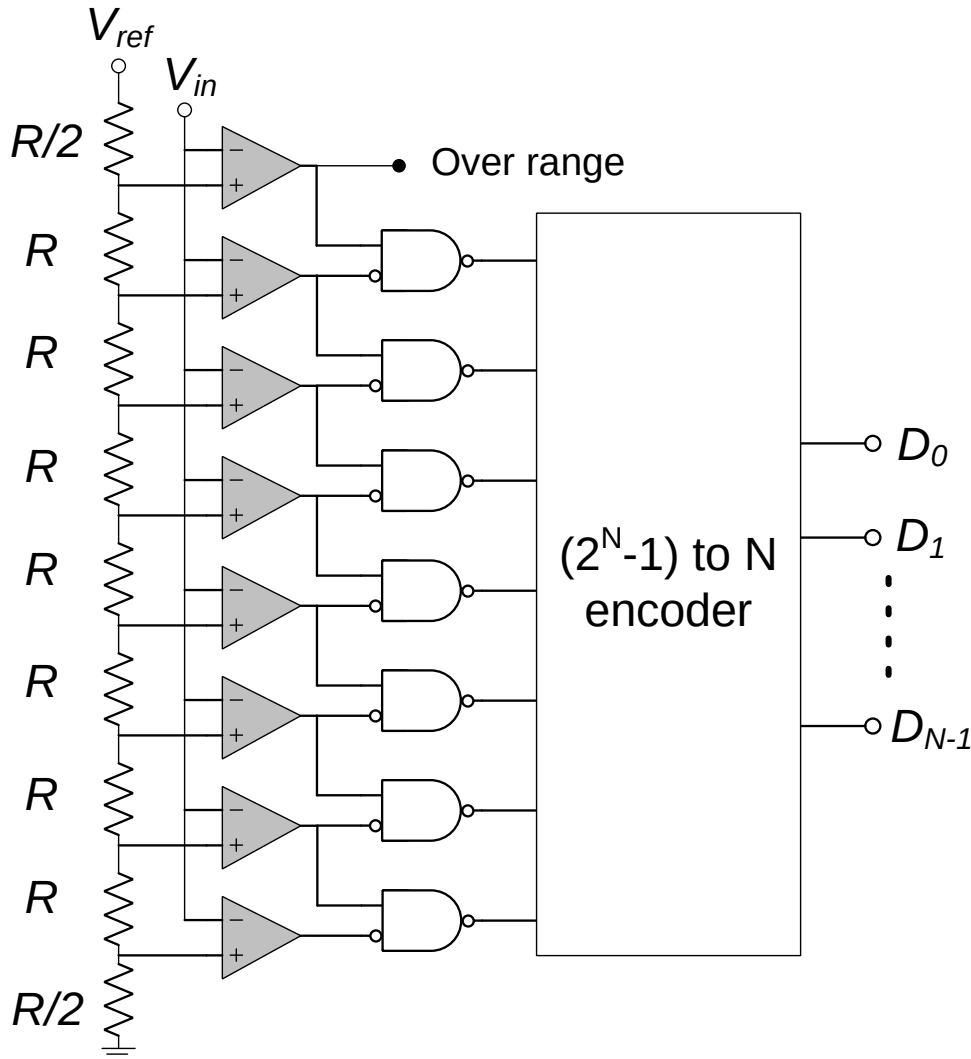 V_ref
V_in
R/2
Over range
R
R
R
R
R
R
R
R/2
− +
− +
− +
− +
− +
− +
− +
− +
(2^N-1) to N
encoder
D_0
D_1
D_N-1